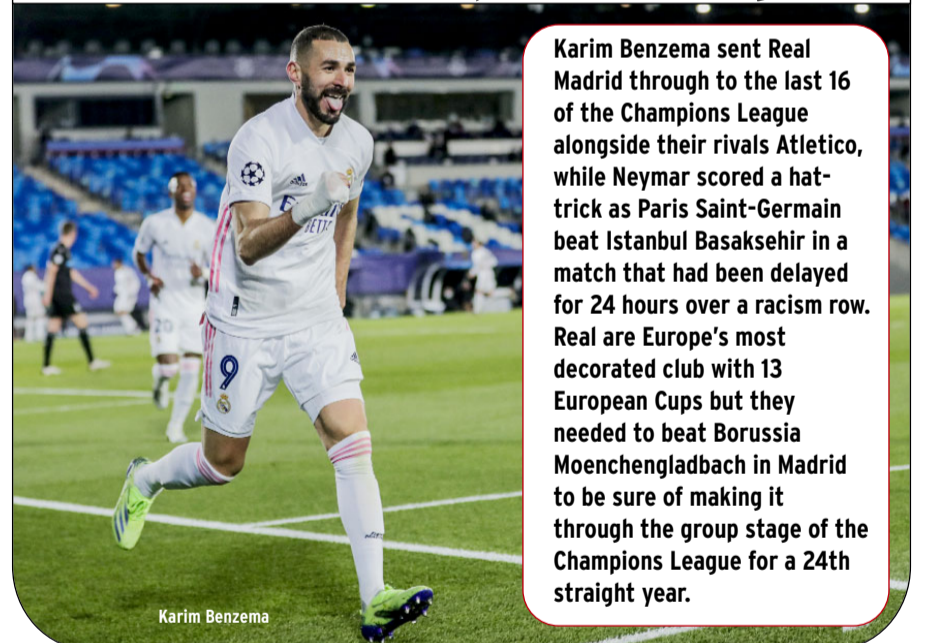 Karim Benzema sent Real
Madrid through to the last 16
of the Champions League
alongside their rivals Atletico,
while Neymar scored a hat-
trick as Paris Saint-Germain
beat Istanbul Basaksehir in a
match that had been delayed
for 24 hours over a racism row.
Real are Europe's most
decorated club with 13
European Cups but they
needed to beat Borussia
Moenchengladbach in Madrid
to be sure of making it
through the group stage of the
Champions League for a 24th
straight year.
9
20
Karim Benzema